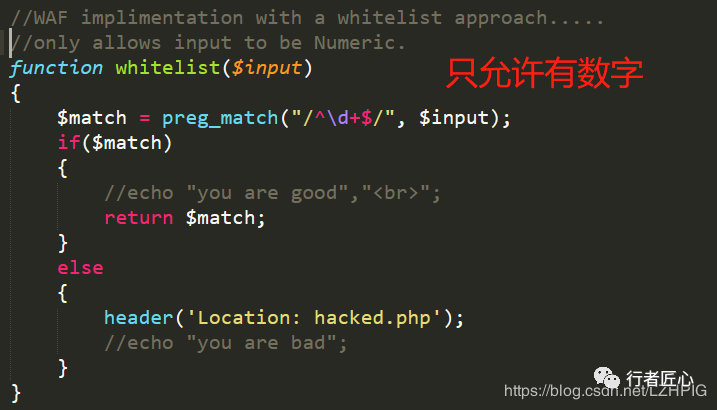 //WAF implimentation with a whitelist approach.....
//only allows input to be Numeric.
function whitelist($input)
只允许有数字
{
    $match = preg_match("/^\d+$/", $input);
    if($match)
    {
        //echo "you are good","<br>";
        return $match;
    }
    else
    {
        header('Location: hacked.php');
        //echo "you are bad";
    }
}
行者匠心
https://blog.csdn.net/LZHPIG